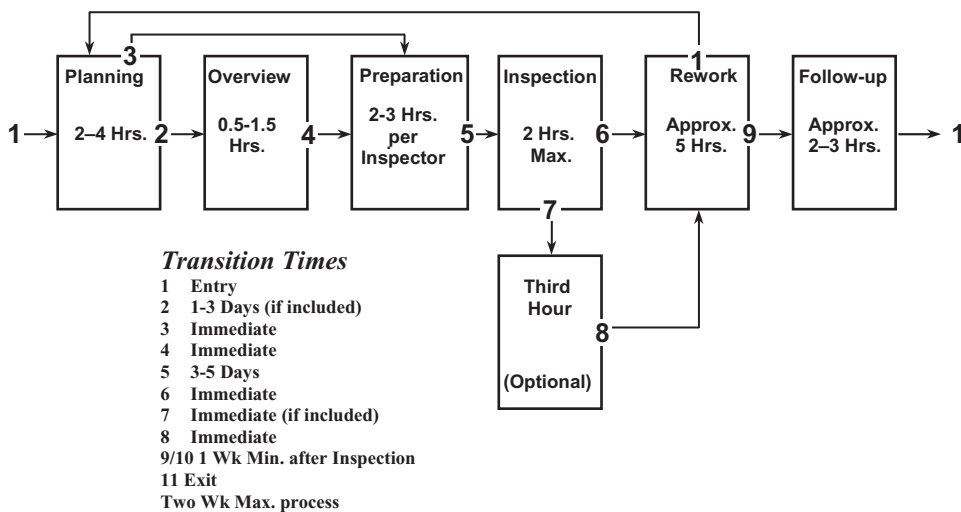 1
Planning
2–4 Hrs.
3
2
Overview
0.5-1.5
Hrs.
4
Preparation
2-3 Hrs.
per
Inspector
5
Inspection
2 Hrs.
Max.
6
7
1
Rework
Approx.
5 Hrs.
9
Follow-up
Approx.
2–3 Hrs.
1
Third
Hour
(Optional)
8
Transition Times
1 Entry
2 1-3 Days (if included)
3 Immediate
4 Immediate
5 3-5 Days
6 Immediate
7 Immediate (if included)
8 Immediate
9/10 1 Wk Min. after Inspection
11 Exit
Two Wk Max. process